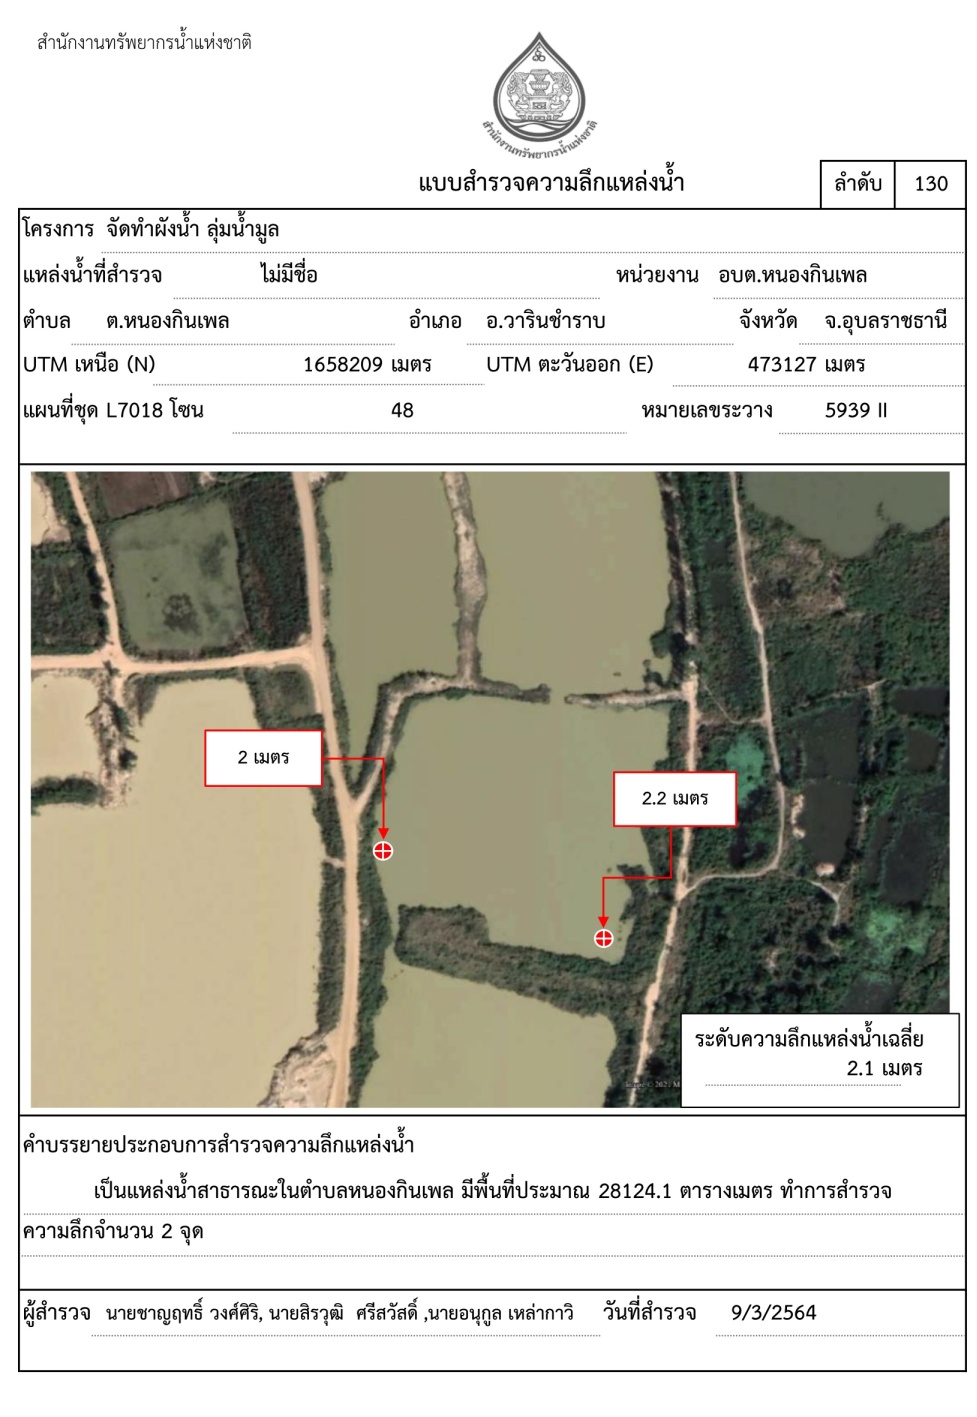 สำนักงานทรัพยากรน้ำแห่งชาติ
สำนักงานทรัพยากรน้ำแห่งชาติ
แบบสำรวจความลึกแหล่งน้ำ
ลำดับ 130
โครงการ จัดทำผังน้ำ ลุ่มน้ำมูล
แหล่งน้ำที่สำรวจ ไม่มีชื่อ หน่วยงาน อบต.หนองกินเพล
ตำบล ต.หนองกินเพล อำเภอ อ.วารินชำราบ จังหวัด จ.อุบลราชธานี
UTM เหนือ (N) 1658209 เมตร UTM ตะวันออก (E) 473127 เมตร
แผนที่ชุด L7018 โซน 48 หมายเลขระวาง 5939 II
2 เมตร
2.2 เมตร
ระดับความลึกแหล่งน้ำเฉลี่ย
2.1 เมตร
Image © 2021 M
คำบรรยายประกอบการสำรวจความลึกแหล่งน้ำ
เป็นแหล่งน้ำสาธารณะในตำบลหนองกินเพล มีพื้นที่ประมาณ 28124.1 ตารางเมตร ทำการสำรวจ
ความลึกจำนวน 2 จุด
ผู้สำรวจ นายชาญฤทธิ์ วงศ์ศิริ, นายสิรวุฒิ ศรีสวัสดิ์ ,นายอนุกูล เหล่ากาวิ วันที่สำรวจ 9/3/2564